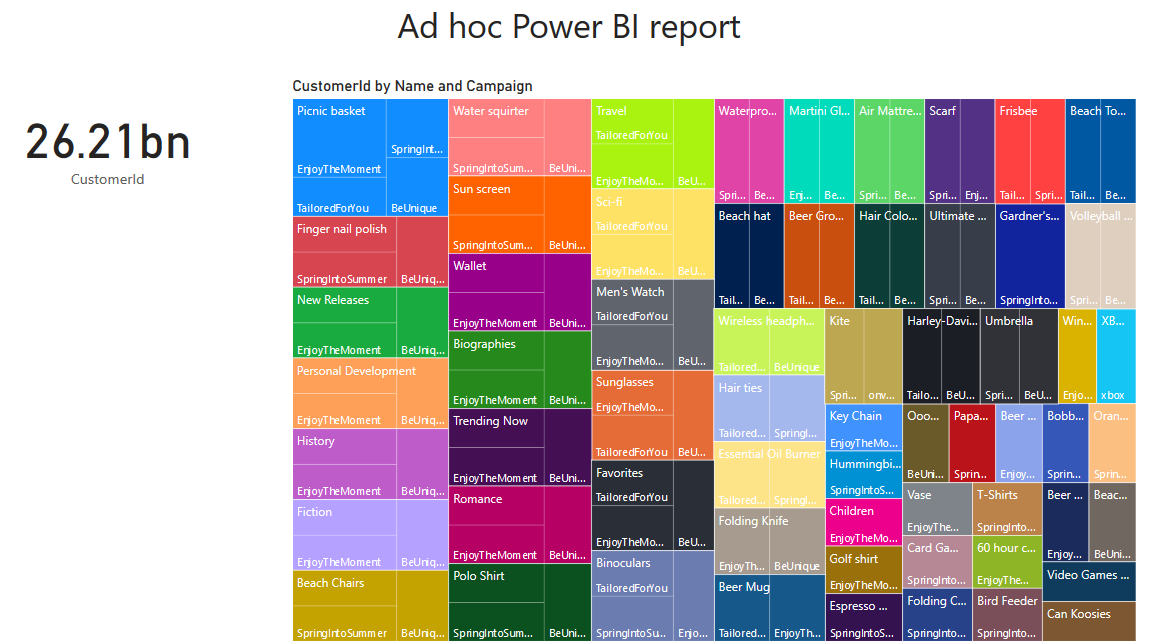 Ad hoc Power BI report
26.21bn
CustomerId
CustomerId by Name and Campaign
Picnic basket
SpringInt...
EnjoyTheMoment
TailoredForYou
BeUnique
Finger nail polish
SpringIntoSummer
BeUniq...
New Releases
EnjoyTheMoment
BeUniq...
Personal Development
EnjoyTheMoment
BeUniq...
History
EnjoyTheMoment
BeUniq...
Fiction
EnjoyTheMoment
BeUniq...
Beach Chairs
SpringIntoSummer
BeUniq...
Water squirter
SpringIntoSum...
BeUni...
Sun screen
SpringIntoSum...
BeUni...
Wallet
EnjoyTheMoment
BeUni...
Biographies
EnjoyTheMoment
BeUni...
Trending Now
EnjoyTheMoment
BeUni...
Romance
EnjoyTheMoment
BeUni...
Polo Shirt
SpringIntoSum...
BeUni...
Travel
TailoredForYou
EnjoyTheMo...
BeU...
Sci-fi
TailoredForYou
EnjoyTheMo...
BeU...
Men's Watch
TailoredForYou
EnjoyTheMo...
BeU...
Sunglasses
EnjoyTheMo...
TailoredForYou
BeU...
Favorites
TailoredForYou
EnjoyTheMo...
BeU...
Binoculars
TailoredForYou
SpringIntoSu...
Enjo...
Waterpro...
Spri...
Be...
Martini Gl...
Enj...
Be...
Air Mattre...
Spri...
Be...
Scarf
Spri...
Enj...
Frisbee
Tail...
Spri...
Beach To...
Tail...
Be...
Beach hat
Tail...
Be...
Beer Gro...
Tail...
Be...
Hair Colo...
Tail...
Be...
Ultimate ...
Spri...
Be...
Gardner's...
SpringInto...
Volleyball ...
Spri...
Be...
Wireless headph...
Tailored...
BeUnique
Hair ties
Tailored...
SpringI...
Essential Oil Burner
Tailored...
SpringI...
Folding Knife
EnjoyTh...
BeUnique
Beer Mug
Tailored...
EnjoyTh...
Kite
Spri...
onv...
Harley-Davi...
Tailo...
BeU...
Umbrella
Spri...
BeU...
Win...
Enjo...
XB...
xbox
Key Chain
EnjoyTheMo...
Hummingbi...
SpringIntoS...
Children
EnjoyTheMo...
Golf shirt
EnjoyTheMo...
Espresso ...
SpringIntoS...
Ooo...
BeUni...
Papa...
Sprin...
Beer ...
Enjoy...
Bobb...
Sprin...
Oran...
Sprin...
Vase
EnjoyThe...
T-Shirts
SpringInto...
Beer ...
Enjoy...
Beac...
BeUni...
Card Ga...
SpringInto...
60 hour c...
EnjoyThe...
Folding C...
SpringInto...
Bird Feeder
SpringInto...
Video Games ...
Can Koosies